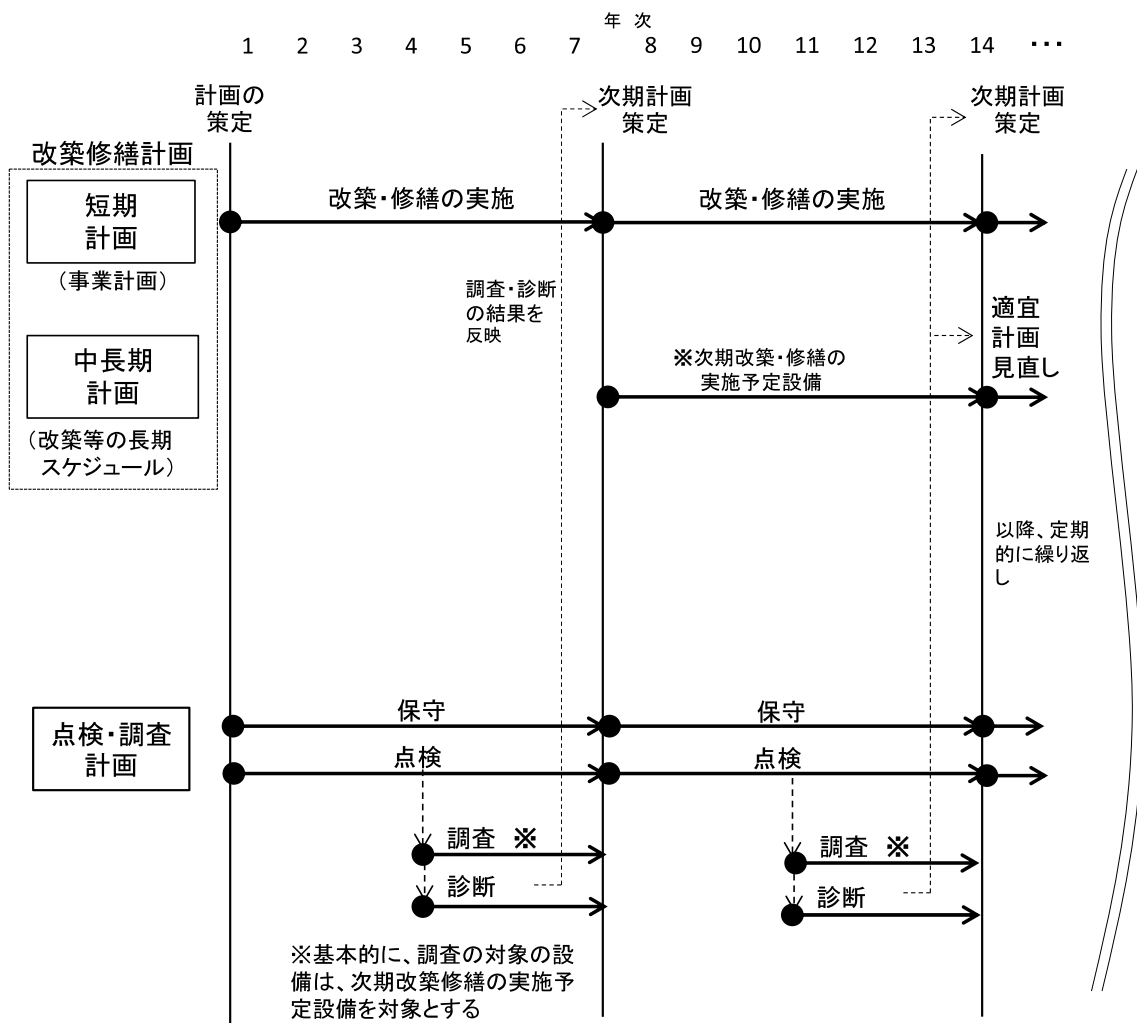 年 次
1 2 3 4 5 6 7 8 9 10 11 12 13 14 ・・・
計画の
策定
次期計画
策定
次期計画
策定
改築修繕計画
短期
計画
(事業計画)
改築・修繕の実施
改築・修繕の実施
調査・診断
の結果を
反映
適宜
計画
見直し
中長期
計画
(改築等の長期
スケジュール)
※次期改築・修繕の
実施予定設備
以降、定期
的に繰り返
し
点検・調査
計画
保守
保守
点検
点検
調査 ※
調査 ※
診断
診断
※基本的に、調査の対象の設
備は、次期改築修繕の実施予
定設備を対象とする